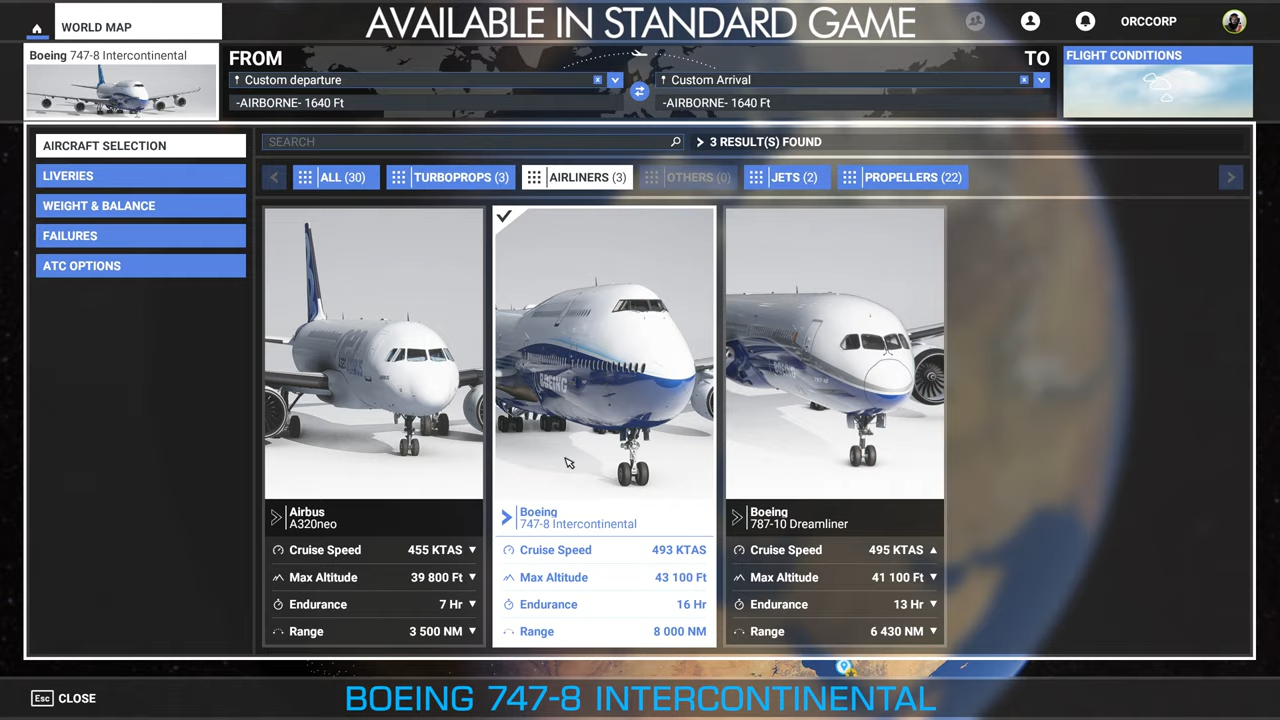 AVAILABLE IN STANDARD GAME
WORLD MAP
ORCCORP
Boeing 747-8 Intercontinental
FROM
TO
FLIGHT CONDITIONS
Custom departure
Custom Arrival
-AIRBORNE- 1640 Ft
-AIRBORNE- 1640 Ft
AIRCRAFT SELECTION
LIVERIES
WEIGHT & BALANCE
FAILURES
ATC OPTIONS
SEARCH
3 RESULT(S) FOUND
ALL (30)
TURBOPROPS (3)
AIRLINERS (3)
OTHERS (0)
JETS (2)
PROPELLERS (22)
BOEING
Airbus
A320neo
Cruise Speed 455 KTAS
Max Altitude 39 800 Ft
Endurance 7 Hr
Range 3 500 NM
Boeing
747-8 Intercontinental
Cruise Speed 493 KTAS
Max Altitude 43 100 Ft
Endurance 16 Hr
Range 8 000 NM
Boeing
787-10 Dreamliner
Cruise Speed 495 KTAS
Max Altitude 41 100 Ft
Endurance 13 Hr
Range 6 430 NM
Esc CLOSE
BOEING 747-8 INTERCONTINENTAL